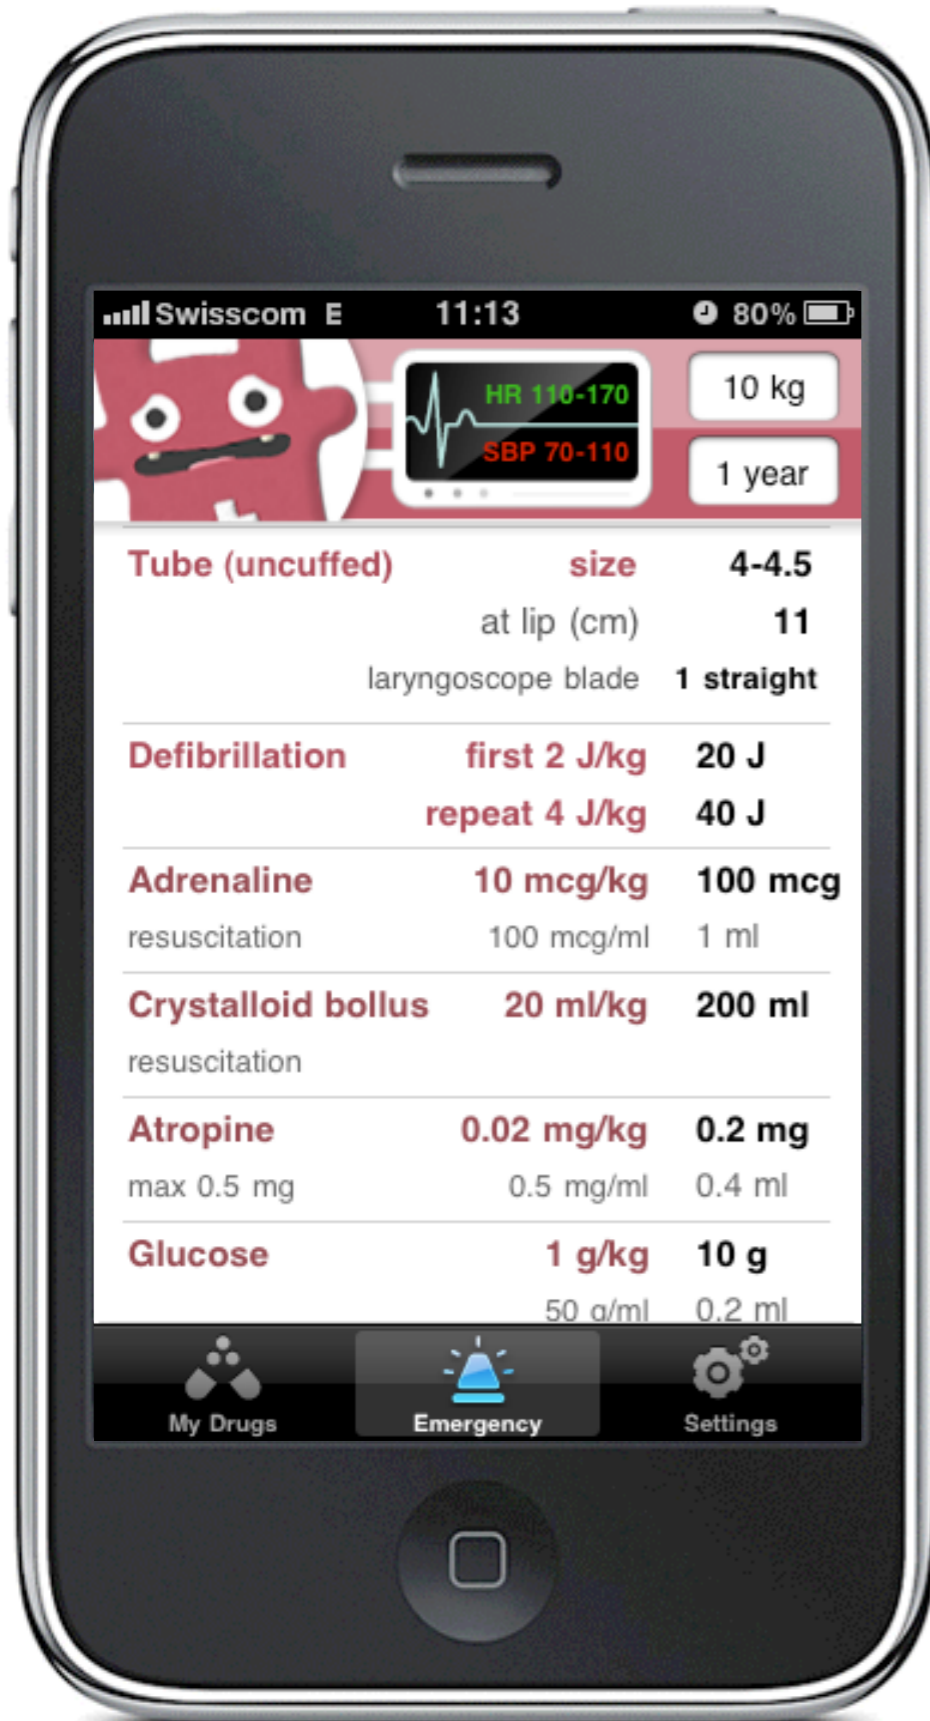 Swisscom E 11:13 80%
HR 110-170
SBP 70-110
10 kg
1 year
Tube (uncuffed) size 4-4.5
at lip (cm) 11
laryngoscope blade 1 straight
Defibrillation first 2 J/kg 20 J
repeat 4 J/kg 40 J
Adrenaline 10 mcg/kg 100 mcg
resuscitation 100 mcg/ml 1 ml
Crystalloid bollus 20 ml/kg 200 ml
resuscitation
Atropine 0.02 mg/kg 0.2 mg
max 0.5 mg 0.5 mg/ml 0.4 ml
Glucose 1 g/kg 10 g
50 g/ml 0.2 ml
My Drugs Emergency Settings